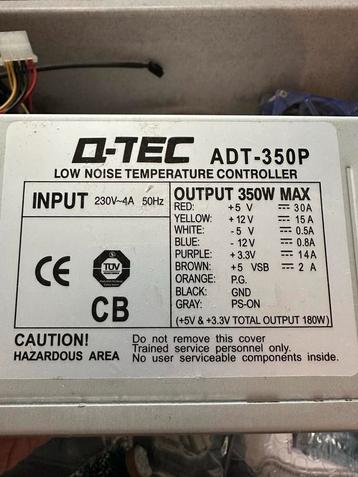 Q-TEC ADT-350P
LOW NOISE TEMPERATURE CONTROLLER
INPUT 230V~4A 50Hz
OUTPUT 350W MAX
RED: +5 V ⎓ 30A
YELLOW: +12V ⎓ 15A
WHITE: -5 V ⎓ 0.5A
BLUE: -12V ⎓ 0.8A
PURPLE: +3.3V ⎓ 14A
BROWN: +5 VSB ⎓ 2 A
ORANGE: P.G.
BLACK: GND
GRAY: PS-ON
(+5V & +3.3V TOTAL OUTPUT 180W)
CE
TÜV
CB
CAUTION!
HAZARDOUS AREA
Do not remove this cover
Trained service personnel only.
No user serviceable components inside.